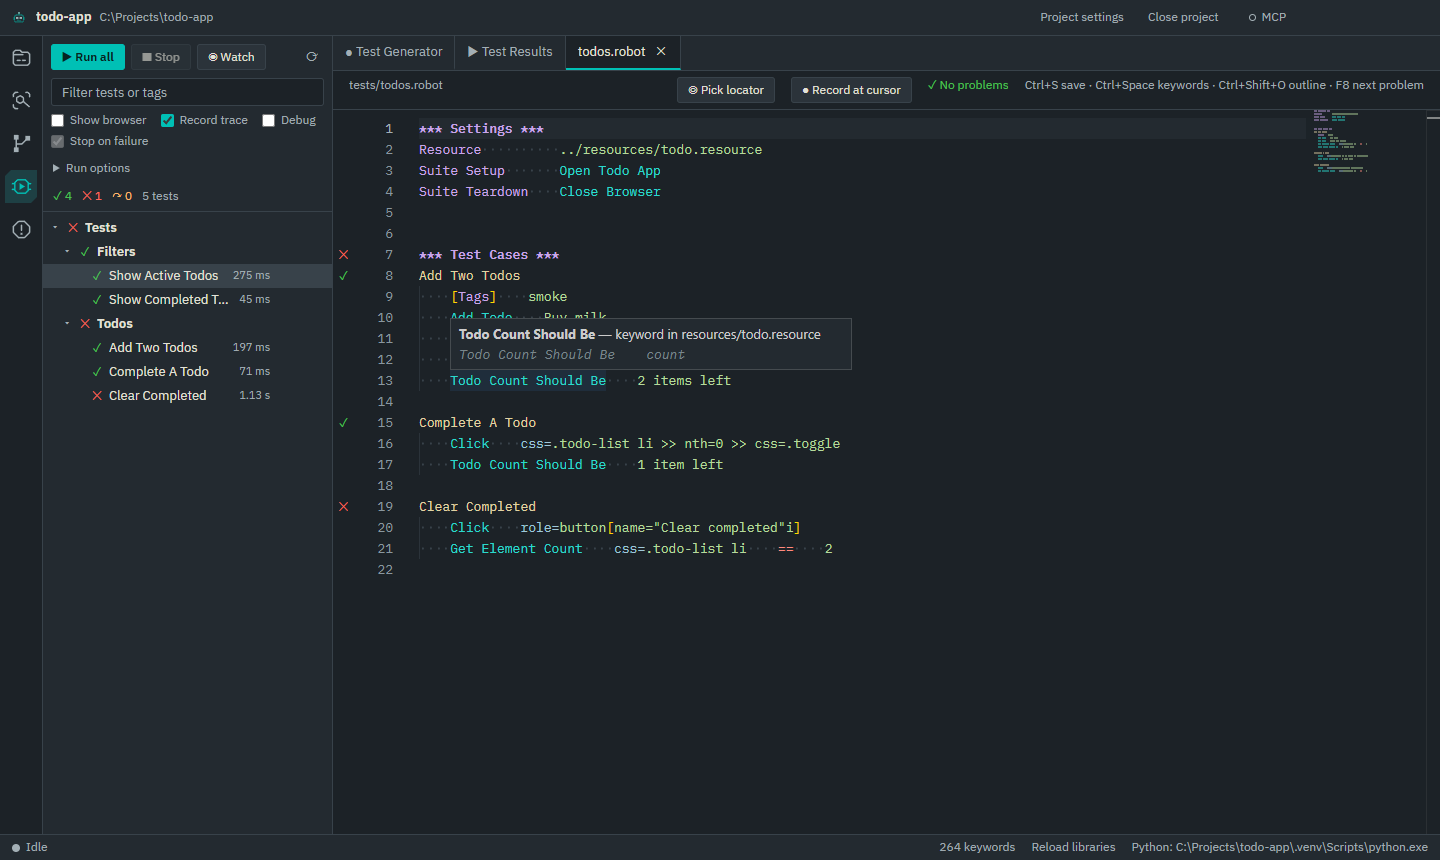 todo-app C:\Projects\todo-app Project settings Close project MCP
Run all Stop Watch
Filter tests or tags
Show browser Record trace Debug
Stop on failure
Run options
✓4 ✕1 0 5 tests
Tests
Filters
Show Active Todos 275 ms
Show Completed T... 45 ms
Todos
Add Two Todos 197 ms
Complete A Todo 71 ms
Clear Completed 1.13 s
Test Generator Test Results todos.robot
tests/todos.robot Pick locator Record at cursor ✓ No problems Ctrl+S save · Ctrl+Space keywords · Ctrl+Shift+O outline · F8 next problem
1 *** Settings ***
2 Resource ../resources/todo.resource
3 Suite Setup Open Todo App
4 Suite Teardown Close Browser
5
6
7 *** Test Cases ***
8 Add Two Todos
9 [Tags] smoke
10 Add Todo Buy milk
Todo Count Should Be — keyword in resources/todo.resource
11
Todo Count Should Be count
12
13 Todo Count Should Be 2 items left
14
15 Complete A Todo
16 Click css=.todo-list li >> nth=0 >> css=.toggle
17 Todo Count Should Be 1 item left
18
19 Clear Completed
20 Click role=button[name="Clear completed"i]
21 Get Element Count css=.todo-list li == 2
22
Idle 264 keywords Reload libraries Python: C:\Projects\todo-app\.venv\Scripts\python.exe